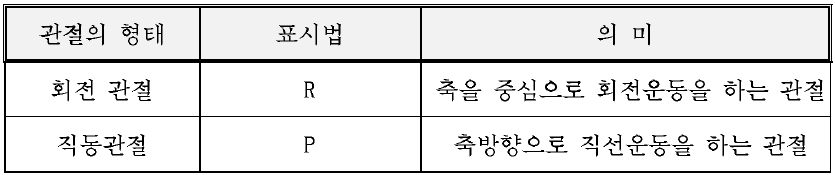 관절의 형태 표시법 의 미
회전 관절 R 축을 중심으로 회전운동을 하는 관절
직동관절 P 축방향으로 직선운동을 하는 관절